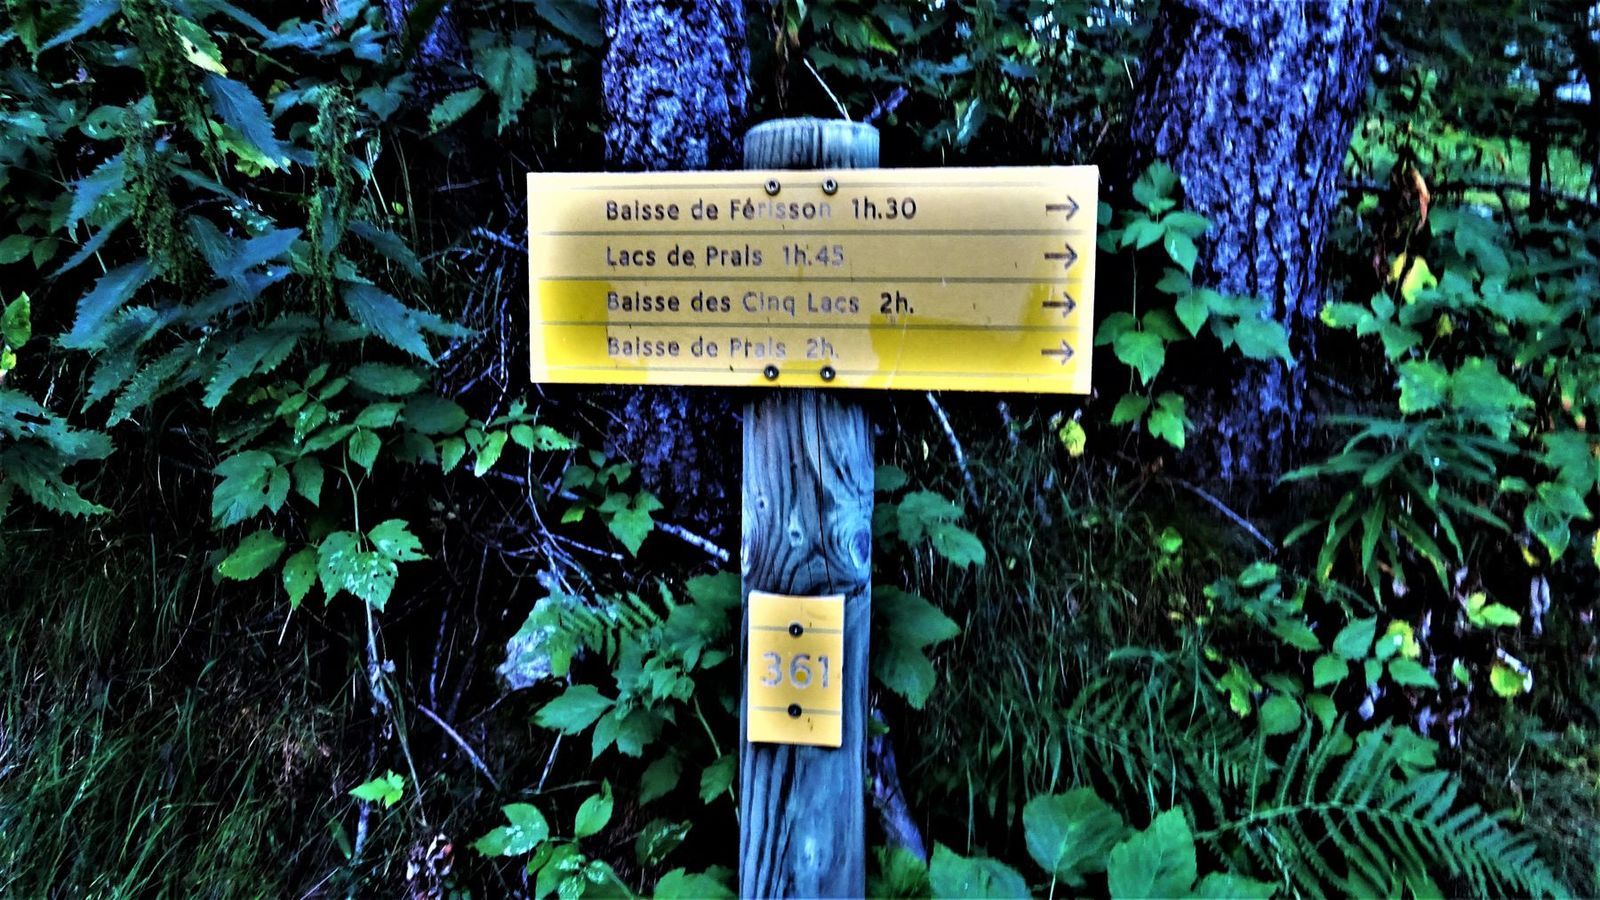 Baisse de Férisson 1h.30 →
Lacs de Prals 1h.45 →
Baisse des Cinq Lacs 2h. →
Baisse de Prals 2h. →
361